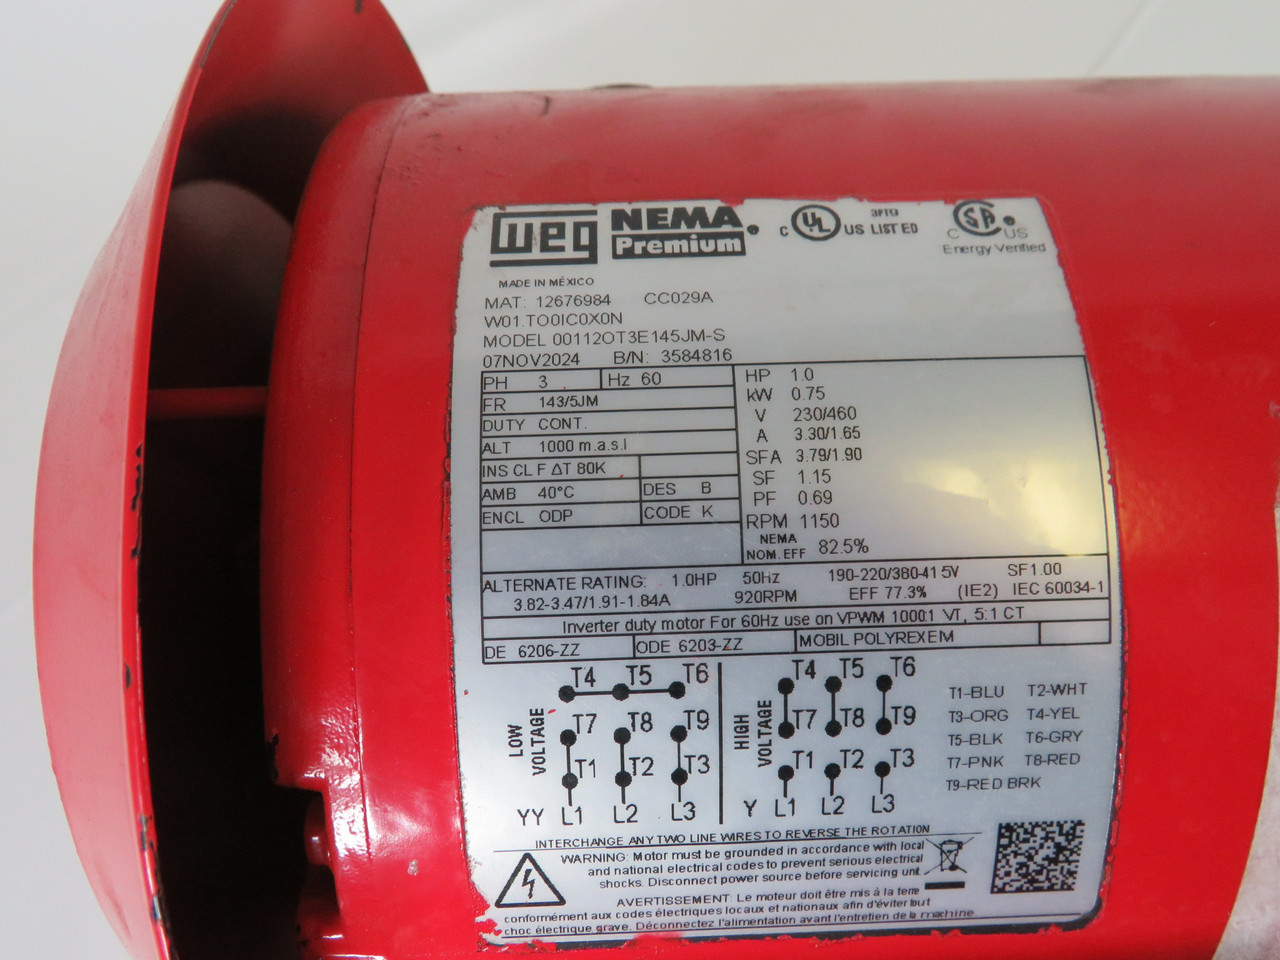 WEG NEMA Premium ® C UL US LISTED 3PT9 C SA ® US
Energy Verified
MADE IN MÉXICO
MAT: 12676984 CC029A
W01.TO0IC0X0N
MODEL 00112OT3E145JM-S
07NOV2024 B/N: 3584816
PH 3 Hz 60
FR 143/5JM
DUTY CONT.
ALT 1000 m.a.s.l
INS CL F ΔT 80K
AMB 40°C DES B
ENCL ODP CODE K
HP 1.0
kW 0.75
V 230/460
A 3.30/1.65
SFA 3.79/1.90
SF 1.15
PF 0.69
RPM 1150
NEMA
NOM. EFF 82.5%
ALTERNATE RATING: 1.0HP 50Hz 190-220/380-415V SF1.00
3.82-3.47/1.91-1.84A 920RPM EFF 77.3% (IE2) IEC 60034-1
Inverter duty motor For 60Hz use on VPWM 1000:1 VT, 5:1 CT
DE 6206-ZZ ODE 6203-ZZ MOBIL POLYREX EM
LOW VOLTAGE
T4 T5 T6
T7 T8 T9
T1 T2 T3
YY L1 L2 L3
HIGH VOLTAGE
T4 T5 T6
T7 T8 T9
T1 T2 T3
Y L1 L2 L3
T1-BLU T2-WHT
T3-ORG T4-YEL
T5-BLK T6-GRY
T7-PNK T8-RED
T9-RED BRK
INTERCHANGE ANY TWO LINE WIRES TO REVERSE THE ROTATION
WARNING: Motor must be grounded in accordance with local
and national electrical codes to prevent serious electrical
shocks. Disconnect power source before servicing unit.
AVERTISSEMENT: Le moteur doit être mis à la terre
conformément aux codes électriques locaux et nationaux afin d'éviter tout
choc électrique grave. Déconnectez l'alimentation avant l'entretien de la machine